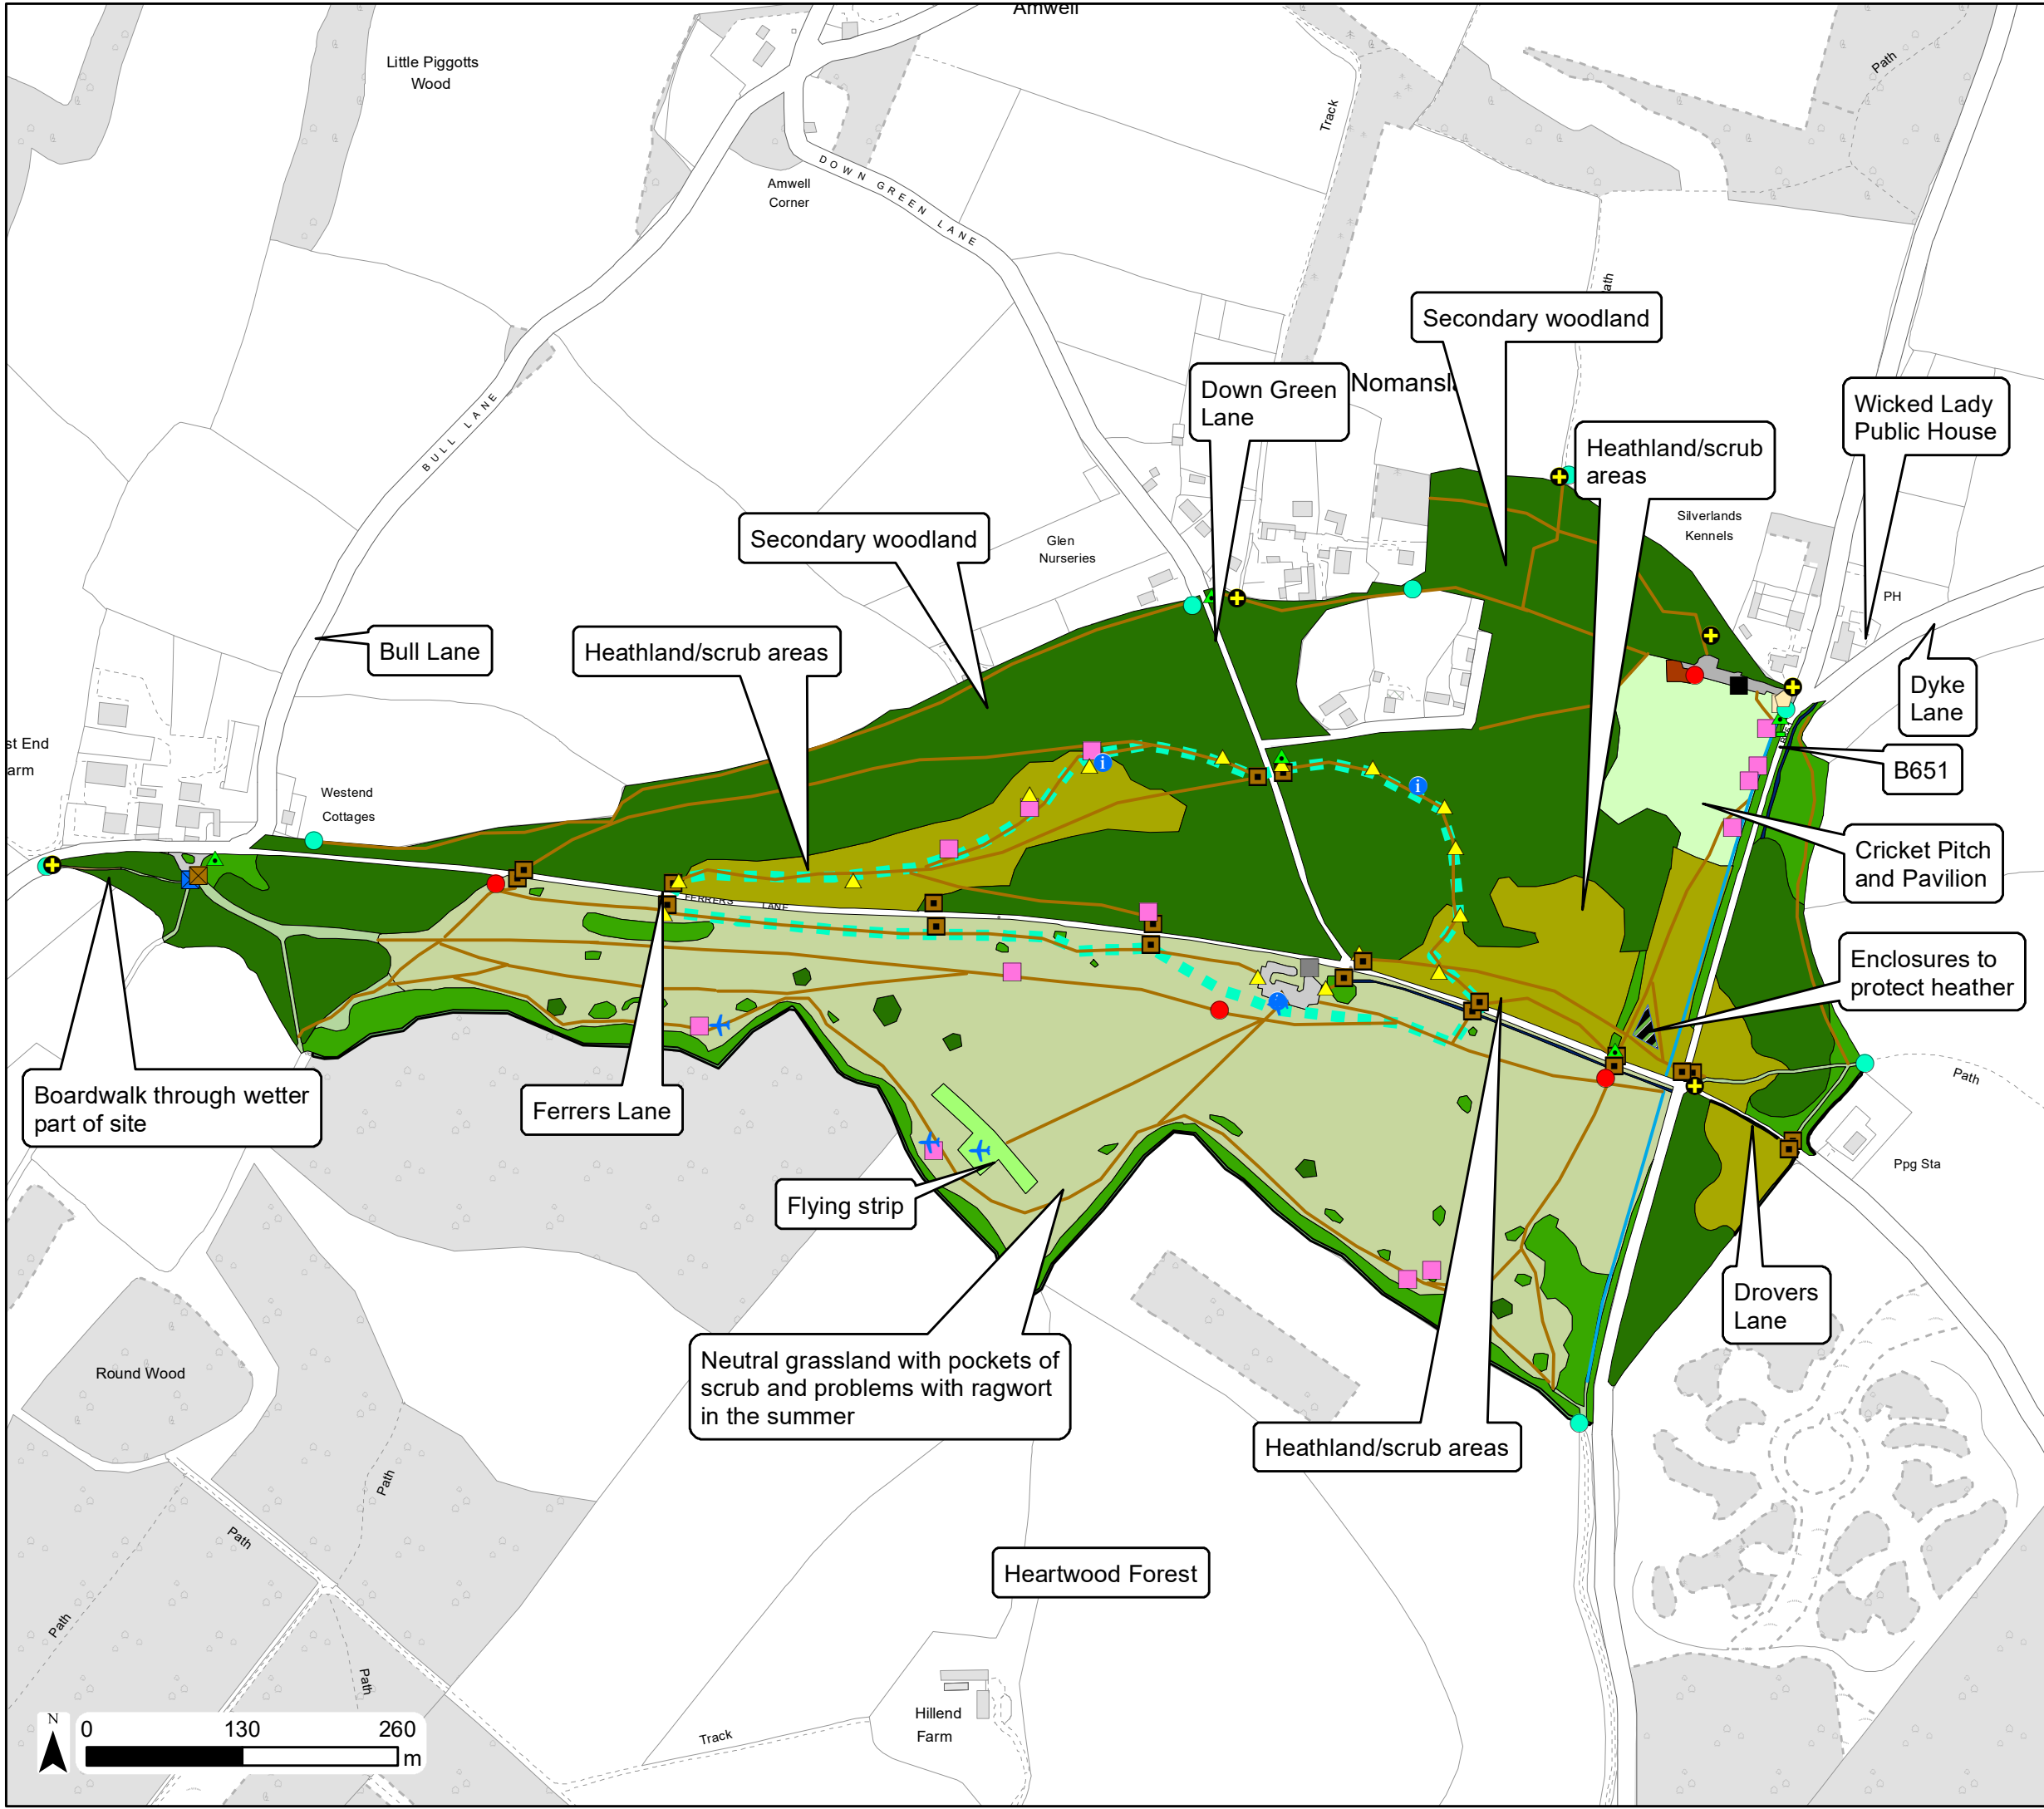 Amwell
Little Piggotts
Wood
Path
Track
Amwell
Corner
DOWN GREEN LANE
Secondary woodland
Nomansl
Down Green
Lane
Wicked Lady
Public House
BULL LANE
Heathland/scrub
areas
Silverlands
Kennels
Secondary woodland
Glen
Nurseries
PH
Bull Lane
Heathland/scrub areas
Dyke
Lane
B651
st End
arm
Westend
Cottages
Cricket Pitch
and Pavilion
FERRERS LANE
Enclosures to
protect heather
Boardwalk through wetter
part of site
Ferrers Lane
Path
Ppg Sta
Flying strip
Drovers
Lane
Round Wood
Neutral grassland with pockets of
scrub and problems with ragwort
in the summer
Heathland/scrub areas
Path
Path
Heartwood Forest
Path
Path
Hillend
Farm
Track
N
0 130 260
m